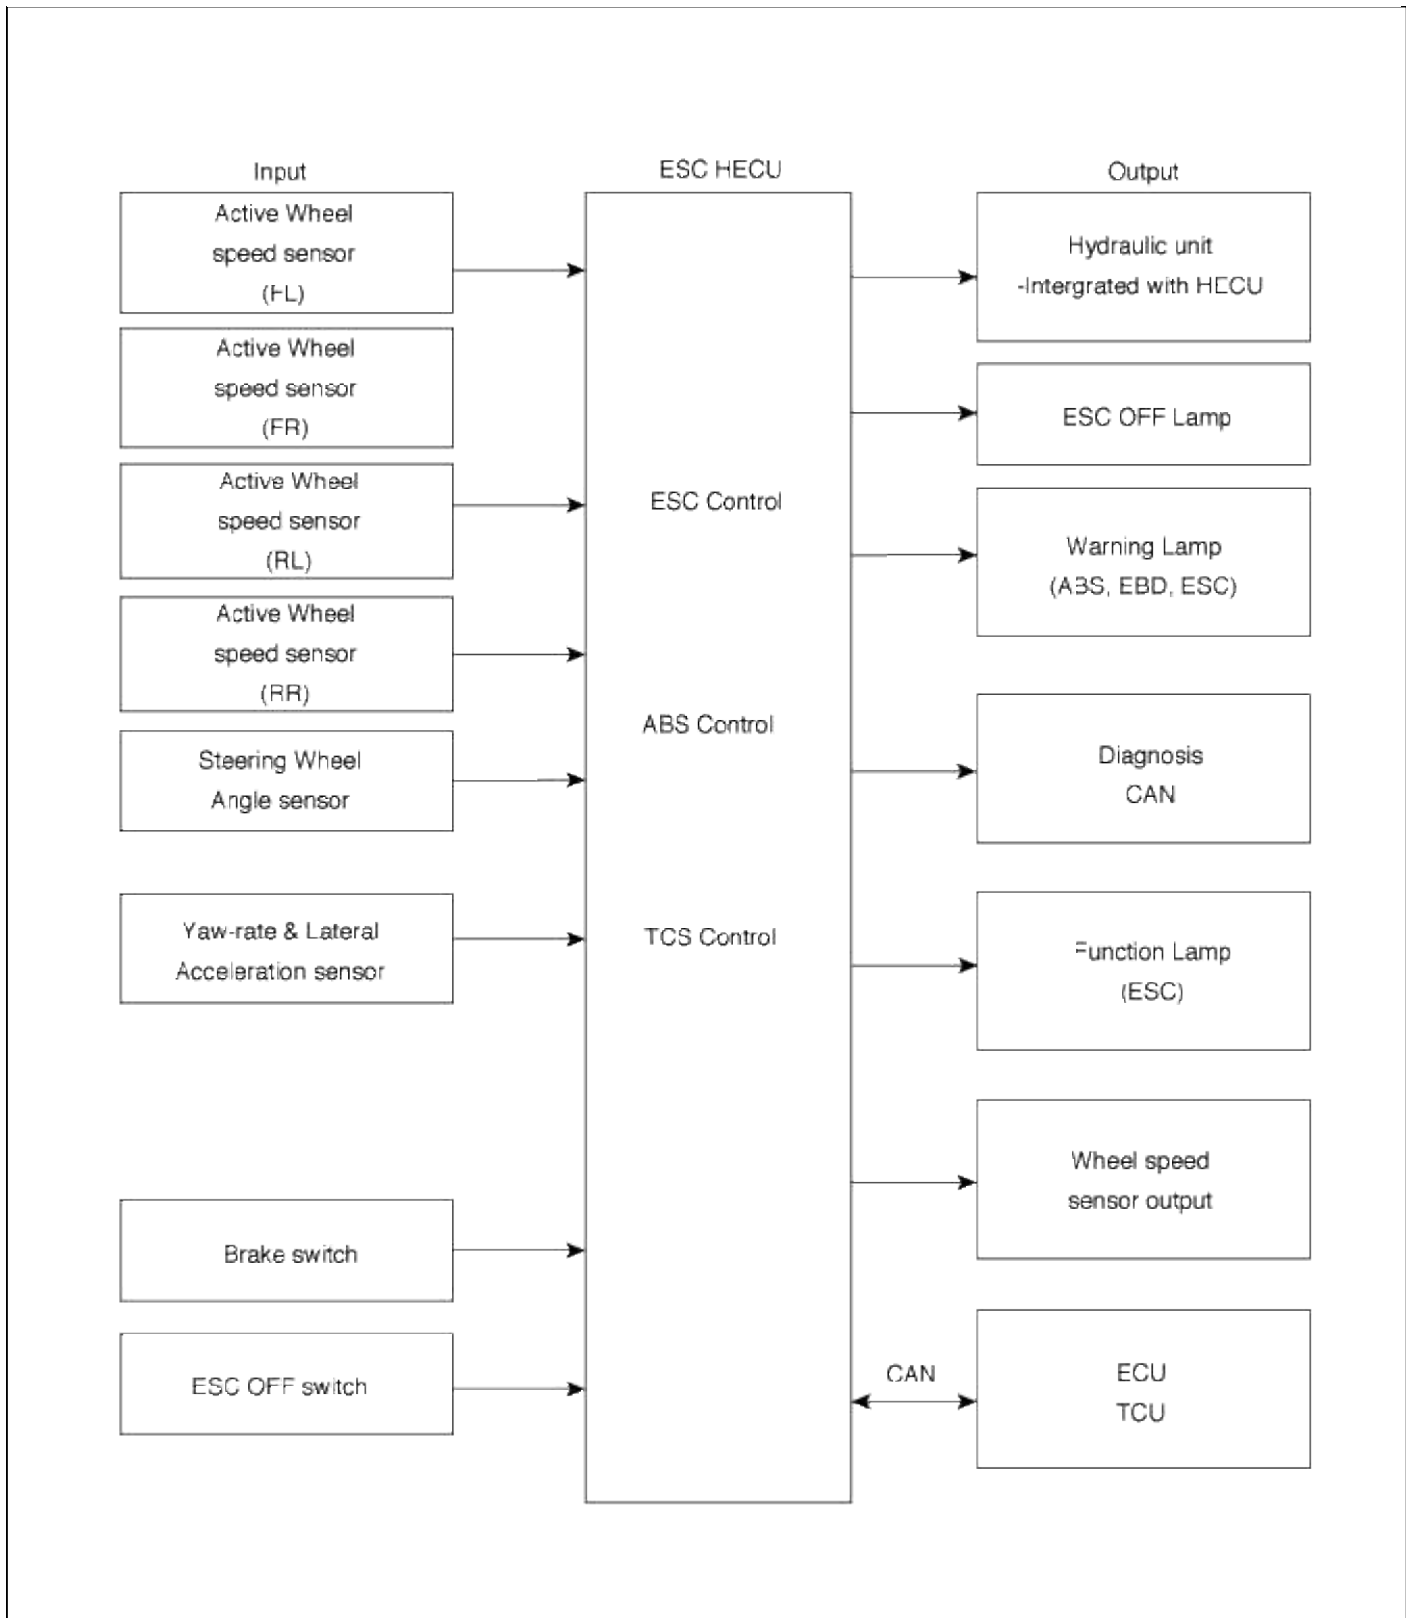 Input
ESC HECU
Output
Active Wheel
speed sensor
(FL)
Active Wheel
speed sensor
(FR)
Active Wheel
speed sensor
(RL)
Active Wheel
speed sensor
(RR)
Steering Wheel
Angle sensor
Yaw-rate & Lateral
Acceleration sensor
Brake switch
ESC OFF switch
ESC Control
ABS Control
TCS Control
Hydraulic unit
-Intergrated with HECU
ESC OFF Lamp
Warning Lamp
(ABS, EBD, ESC)
Diagnosis
CAN
Function Lamp
(ESC)
Wheel speed
sensor output
CAN
ECU
TCU